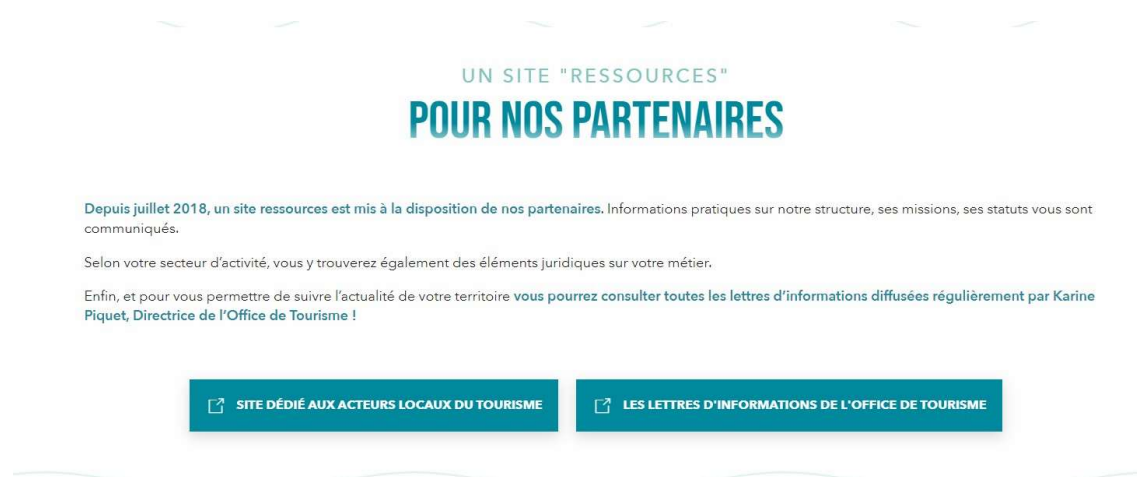 UN SITE "RESSOURCES"
POUR NOS PARTENAIRES
Depuis juillet 2018, un site ressources est mis à la disposition de nos partenaires. Informations pratiques sur notre structure, ses missions, ses statuts vous sont
communiqués.
Selon votre secteur d’activité, vous y trouverez également des éléments juridiques sur votre métier.
Enfin, et pour vous permettre de suivre l’actualité de votre territoire vous pourrez consulter toutes les lettres d’informations diffusées régulièrement par Karine
Piquet, Directrice de l’Office de Tourisme !
SITE DÉDIÉ AUX ACTEURS LOCAUX DU TOURISME
LES LETTRES D'INFORMATIONS DE L'OFFICE DE TOURISME